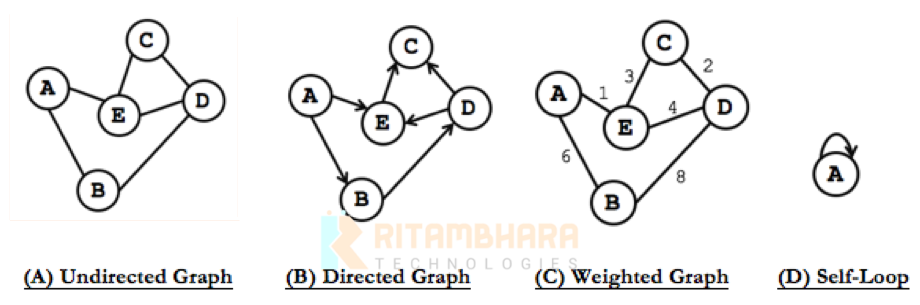 C
A
E
D
B
C
A
E
D
B
C
3
2
A
1
4
D
E
6
8
B
A
RITAMBHARA
TECHNOLOGIES
(A) Undirected Graph
(B) Directed Graph
(C) Weighted Graph
(D) Self-Loop